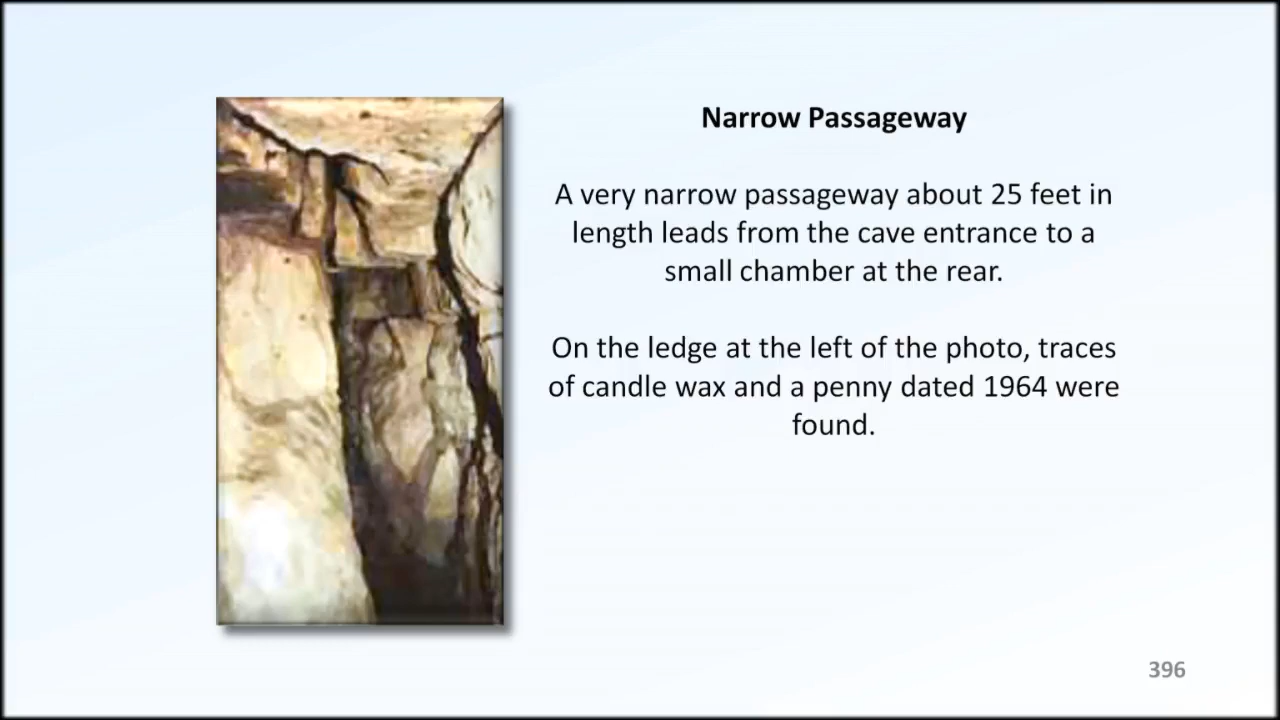 Narrow Passageway
A very narrow passageway about 25 feet in
length leads from the cave entrance to a
small chamber at the rear.
On the ledge at the left of the photo, traces
of candle wax and a penny dated 1964 were
found.
396